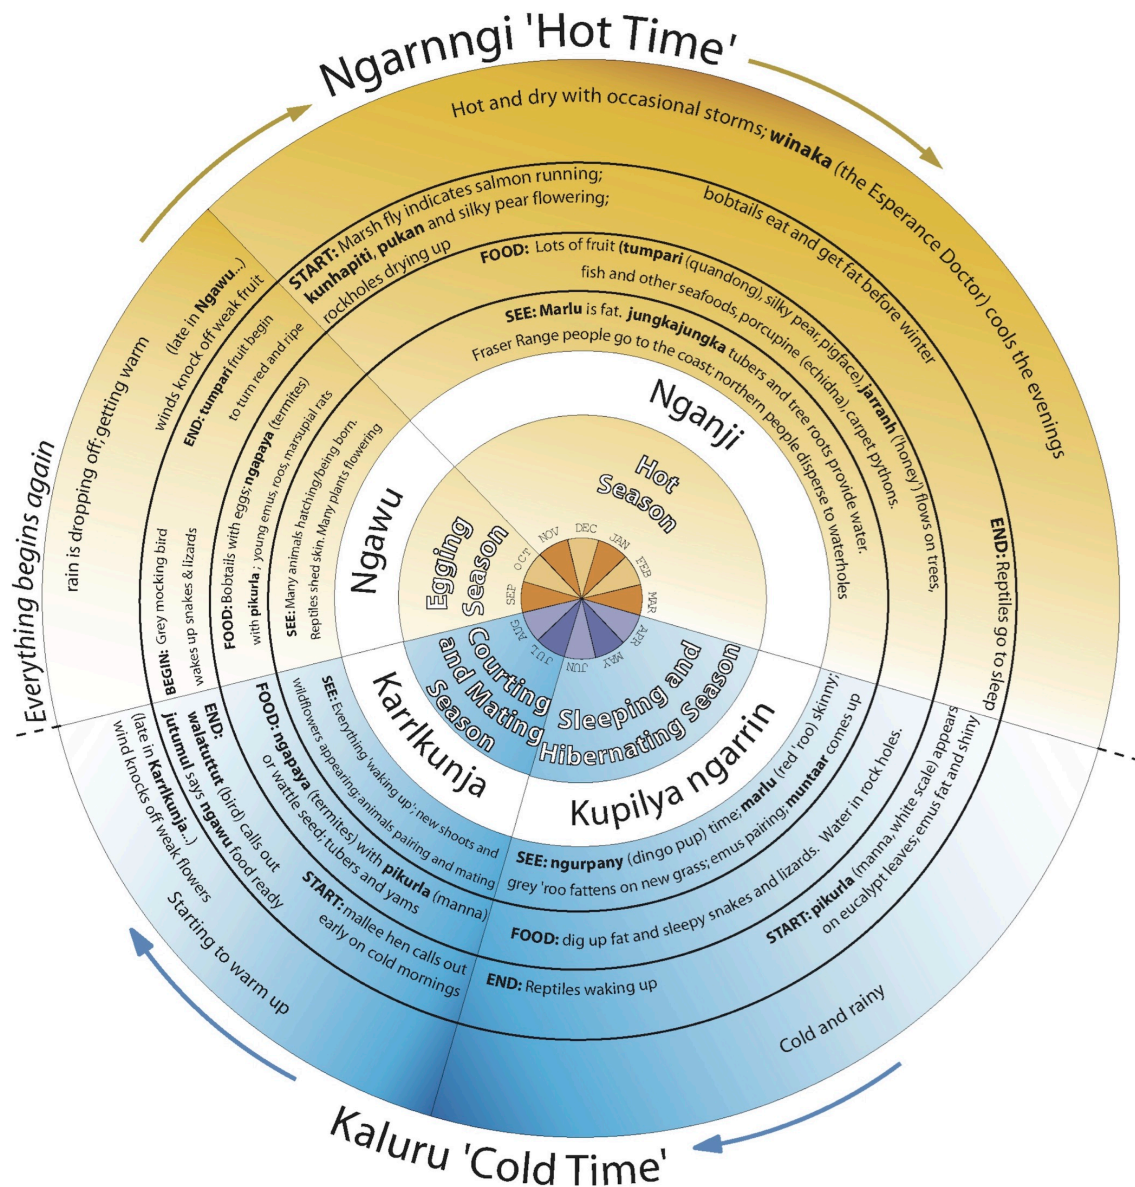 Ngarnngi 'Hot Time'
Hot and dry with occasional storms; winaka (the Esperance Doctor) cools the evenings
START: Marsh fly indicates salmon running;
kunhapiti, pukan and silky pear flowering;
rockholes drying up
bobtails eat and get fat before winter
END: Reptiles go to sleep
FOOD: Lots of fruit (tumpari (quandong), silky pear, pigface), jarranh ('honey') flows on trees,
fish and other seafoods, porcupine (echidna), carpet pythons.
SEE: Marlu is fat. jungkajungka tubers and tree roots provide water.
Fraser Range people go to the coast; northern people disperse to waterholes
Nganji
Hot
Season
Kupilya ngarrin
Sleeping and
Hibernating Season
SEE: ngurpany (dingo pup) time; marlu (red 'roo) skinny;
grey 'roo fattens on new grass; emus pairing; muntaar comes up
FOOD: dig up fat and sleepy snakes and lizards. Water in rock holes.
START: pikurla (manna, white scale) appears
on eucalypt leaves; emus fat and shiny
END: Reptiles waking up
Cold and rainy
Kaluru 'Cold Time'
Karrlkunja
Courting
and Mating
Season
SEE: Everything 'waking up'; new shoots and
wildflowers appearing; animals pairing and mating
FOOD: ngapaya (termites) with pikurla (manna)
or wattle seed; tubers and yams
START: mallee hen calls out
early on cold mornings
END:
walatuttut (bird) calls out
jutumul says ngawu food ready
(late in Karrlkunja...)
wind knocks off weak flowers
Starting to warm up
Everything begins again
Ngawu
Egging
Season
SEE: Many animals hatching/being born.
Reptiles shed skin. Many plants flowering
FOOD: Bobtails with eggs; ngapaya (termites)
with pikurla ; young emus, roos, marsupial rats
BEGIN: Grey mocking bird
wakes up snakes & lizards
END: tumpari fruit begin
to turn red and ripe
(late in Ngawu...)
winds knock off weak fruit
rain is dropping off; getting warm
DEC
JAN
FEB
MAR
APR
MAY
JUN
JUL
AUG
SEP
OCT
NOV